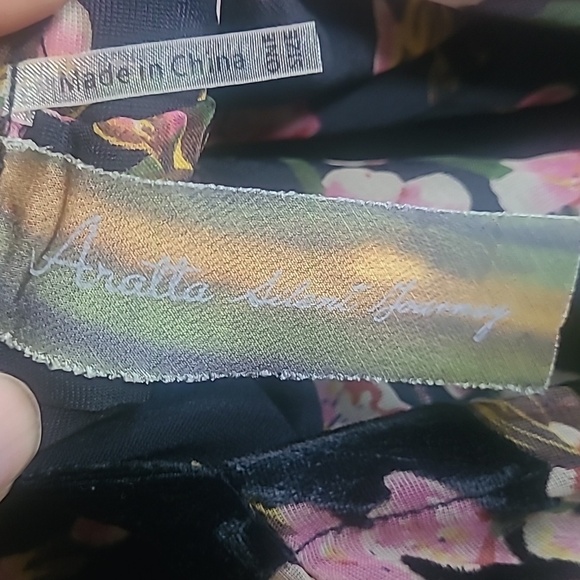 Made in China
ONE SIZE
Aratta Silent Journey